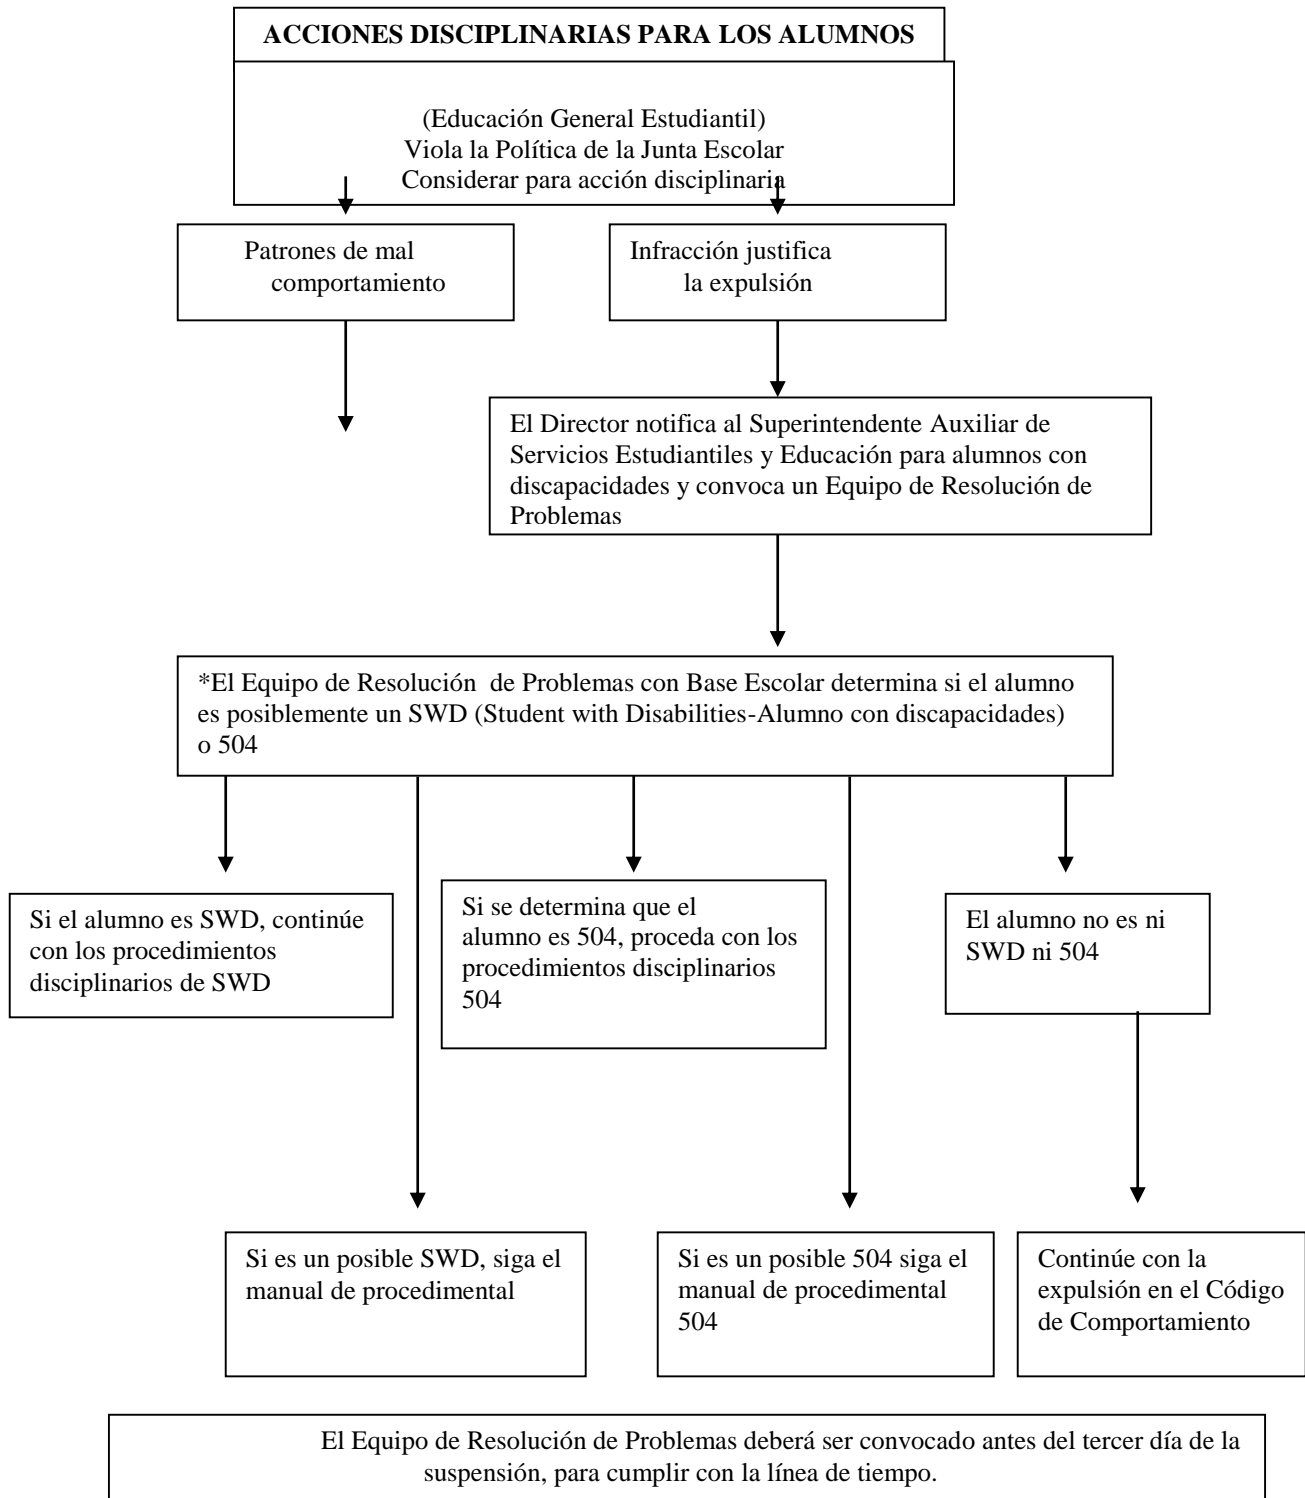 ACCIONES DISCIPLINARIAS PARA LOS ALUMNOS
(Educación General Estudiantil)
Viola la Política de la Junta Escolar
Considerar para acción disciplinaria
Patrones de mal
comportamiento
Infracción justifica
la expulsión
El Director notifica al Superintendente Auxiliar de
Servicios Estudiantiles y Educación para alumnos con
discapacidades y convoca un Equipo de Resolución de
Problemas
*El Equipo de Resolución de Problemas con Base Escolar determina si el alumno
es posiblemente un SWD (Student with Disabilities-Alumno con discapacidades)
o 504
Si el alumno es SWD, continúe
con los procedimientos
disciplinarios de SWD
Si se determina que el
alumno es 504, proceda con los
procedimientos disciplinarios
504
El alumno no es ni
SWD ni 504
Si es un posible SWD, siga el
manual de procedimental
Si es un posible 504 siga el
manual de procedimental
504
Continúe con la
expulsión en el Código
de Comportamiento
El Equipo de Resolución de Problemas deberá ser convocado antes del tercer día de la
suspensión, para cumplir con la línea de tiempo.